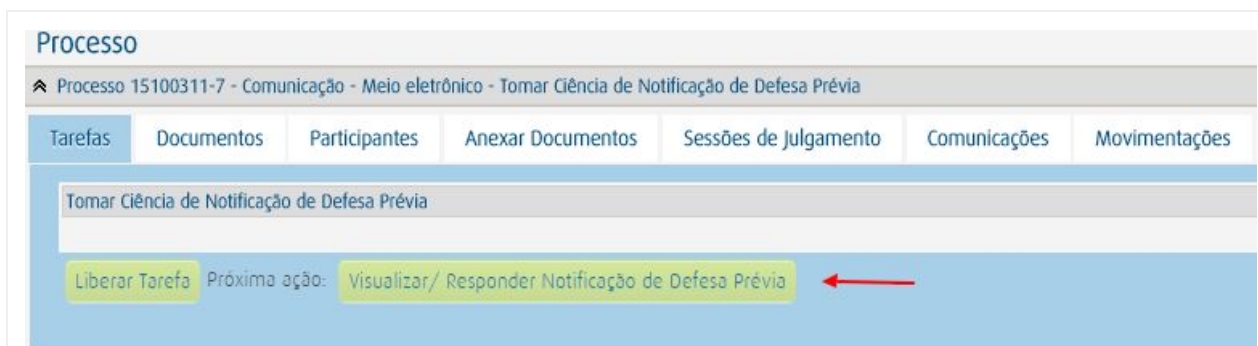 Processo
Processo 15100311-7 - Comunicação - Meio eletrônico - Tomar Ciência de Notificação de Defesa Prévia
Tarefas Documentos Participantes Anexar Documentos Sessões de Julgamento Comunicações Movimentações
Tomar Ciência de Notificação de Defesa Prévia
Liberar Tarefa Próxima ação: Visualizar/ Responder Notificação de Defesa Prévia